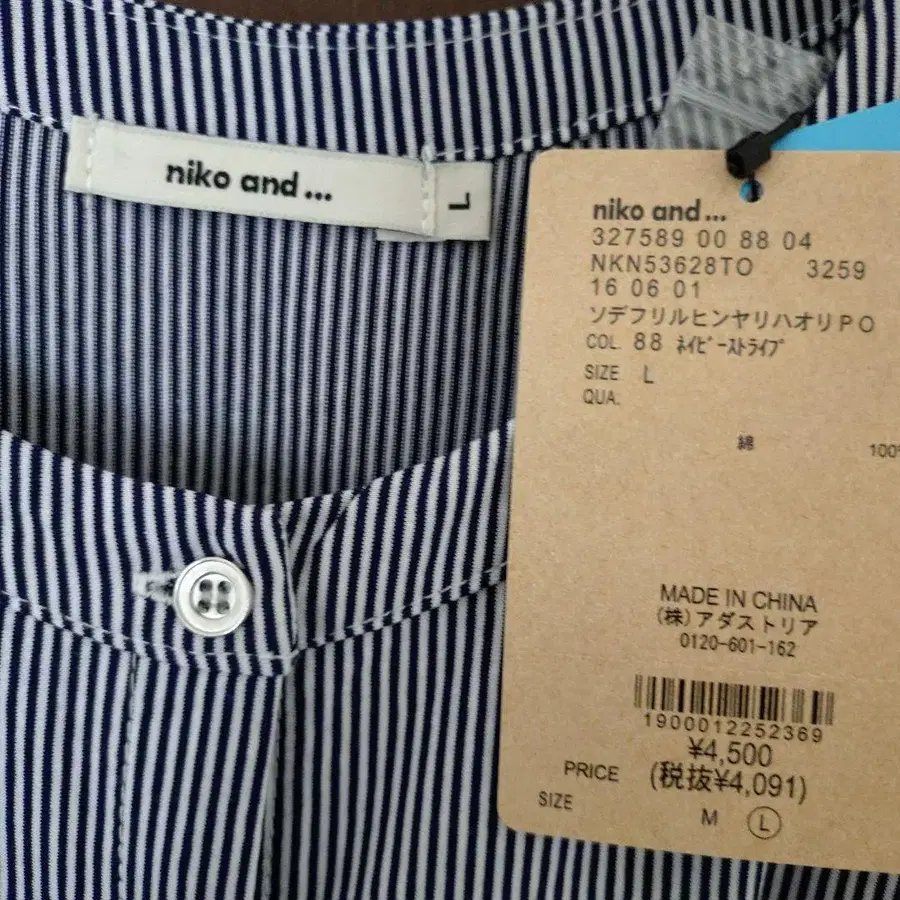 niko and...
L
niko and...
327589 00 88 04
NKN53628TO 3259
16 06 01
ソデフリルヒンヤリハオリPO
COL. 88 ﾈｲﾋﾞｰｽﾄﾗｲﾌﾟ
SIZE L
QUA.
綿 100%
MADE IN CHINA
(株)アダストリア
0120-601-162
1900012252369
¥4,500
PRICE (税抜¥4,091)
SIZE M L